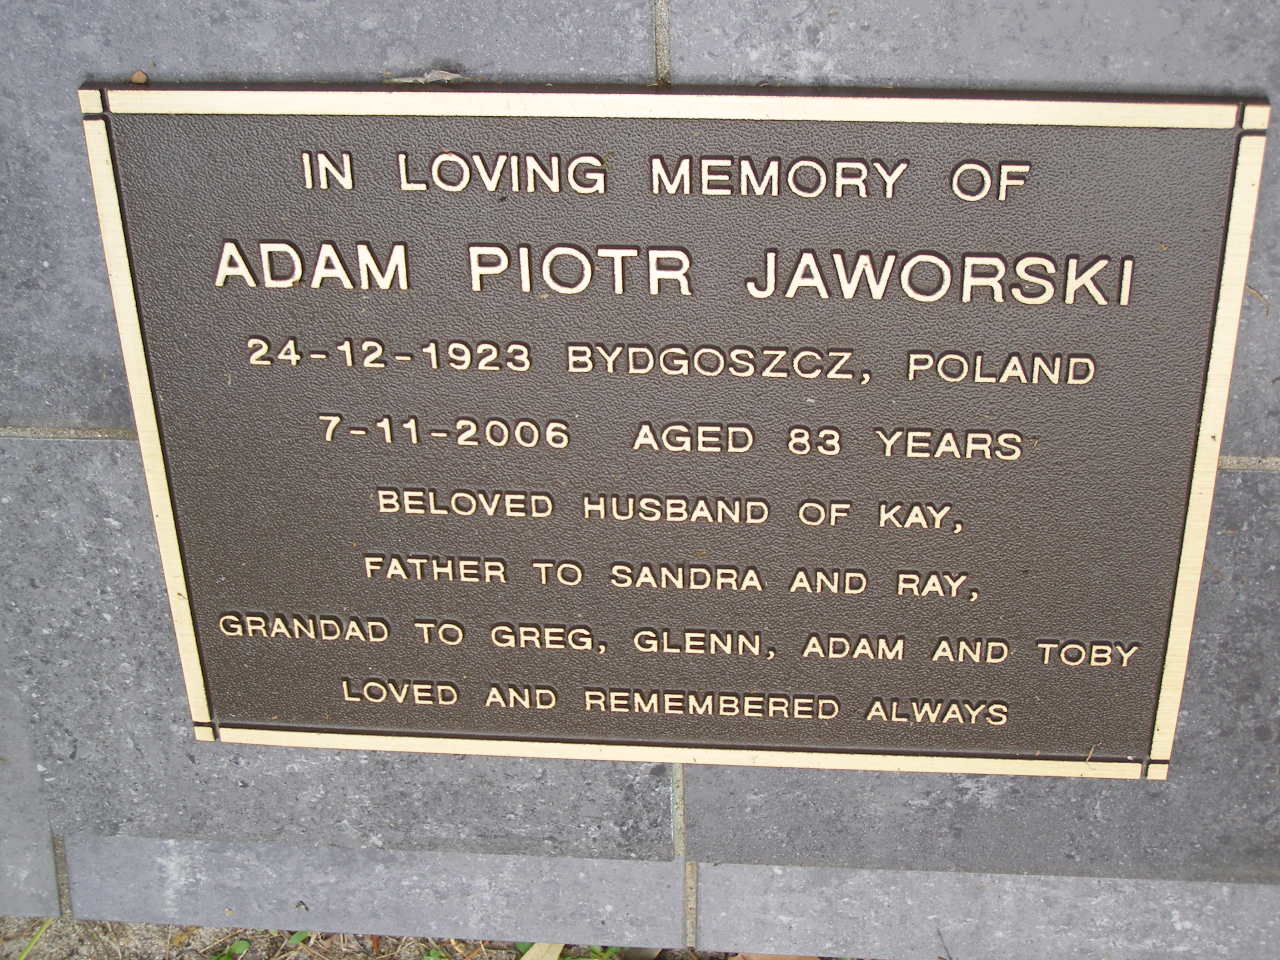 IN LOVING MEMORY OF
ADAM PIOTR JAWORSKI
24-12-1923 BYDGOSZCZ, POLAND
7-11-2006 AGED 83 YEARS
BELOVED HUSBAND OF KAY,
FATHER TO SANDRA AND RAY,
GRANDAD TO GREG, GLENN, ADAM AND TOBY
LOVED AND REMEMBERED ALWAYS